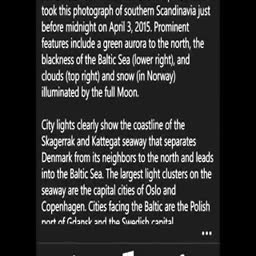 took this photograph of southern Scandinavia just
before midnight on April 3, 2015. Prominent
features include a green aurora to the north, the
blackness of the Baltic Sea (lower right), and
clouds (top right) and snow (in Norway)
illuminated by the full Moon.
City lights clearly show the coastline of the
Skagerrak and Kattegat seaway that separates
Denmark from its neighbors to the north and leads
into the Baltic Sea. The largest light clusters on the
seaway are the capital cities of Oslo and
Copenhagen. Cities facing the Baltic are the Polish
port of Gdansk and the Swedish capital
...